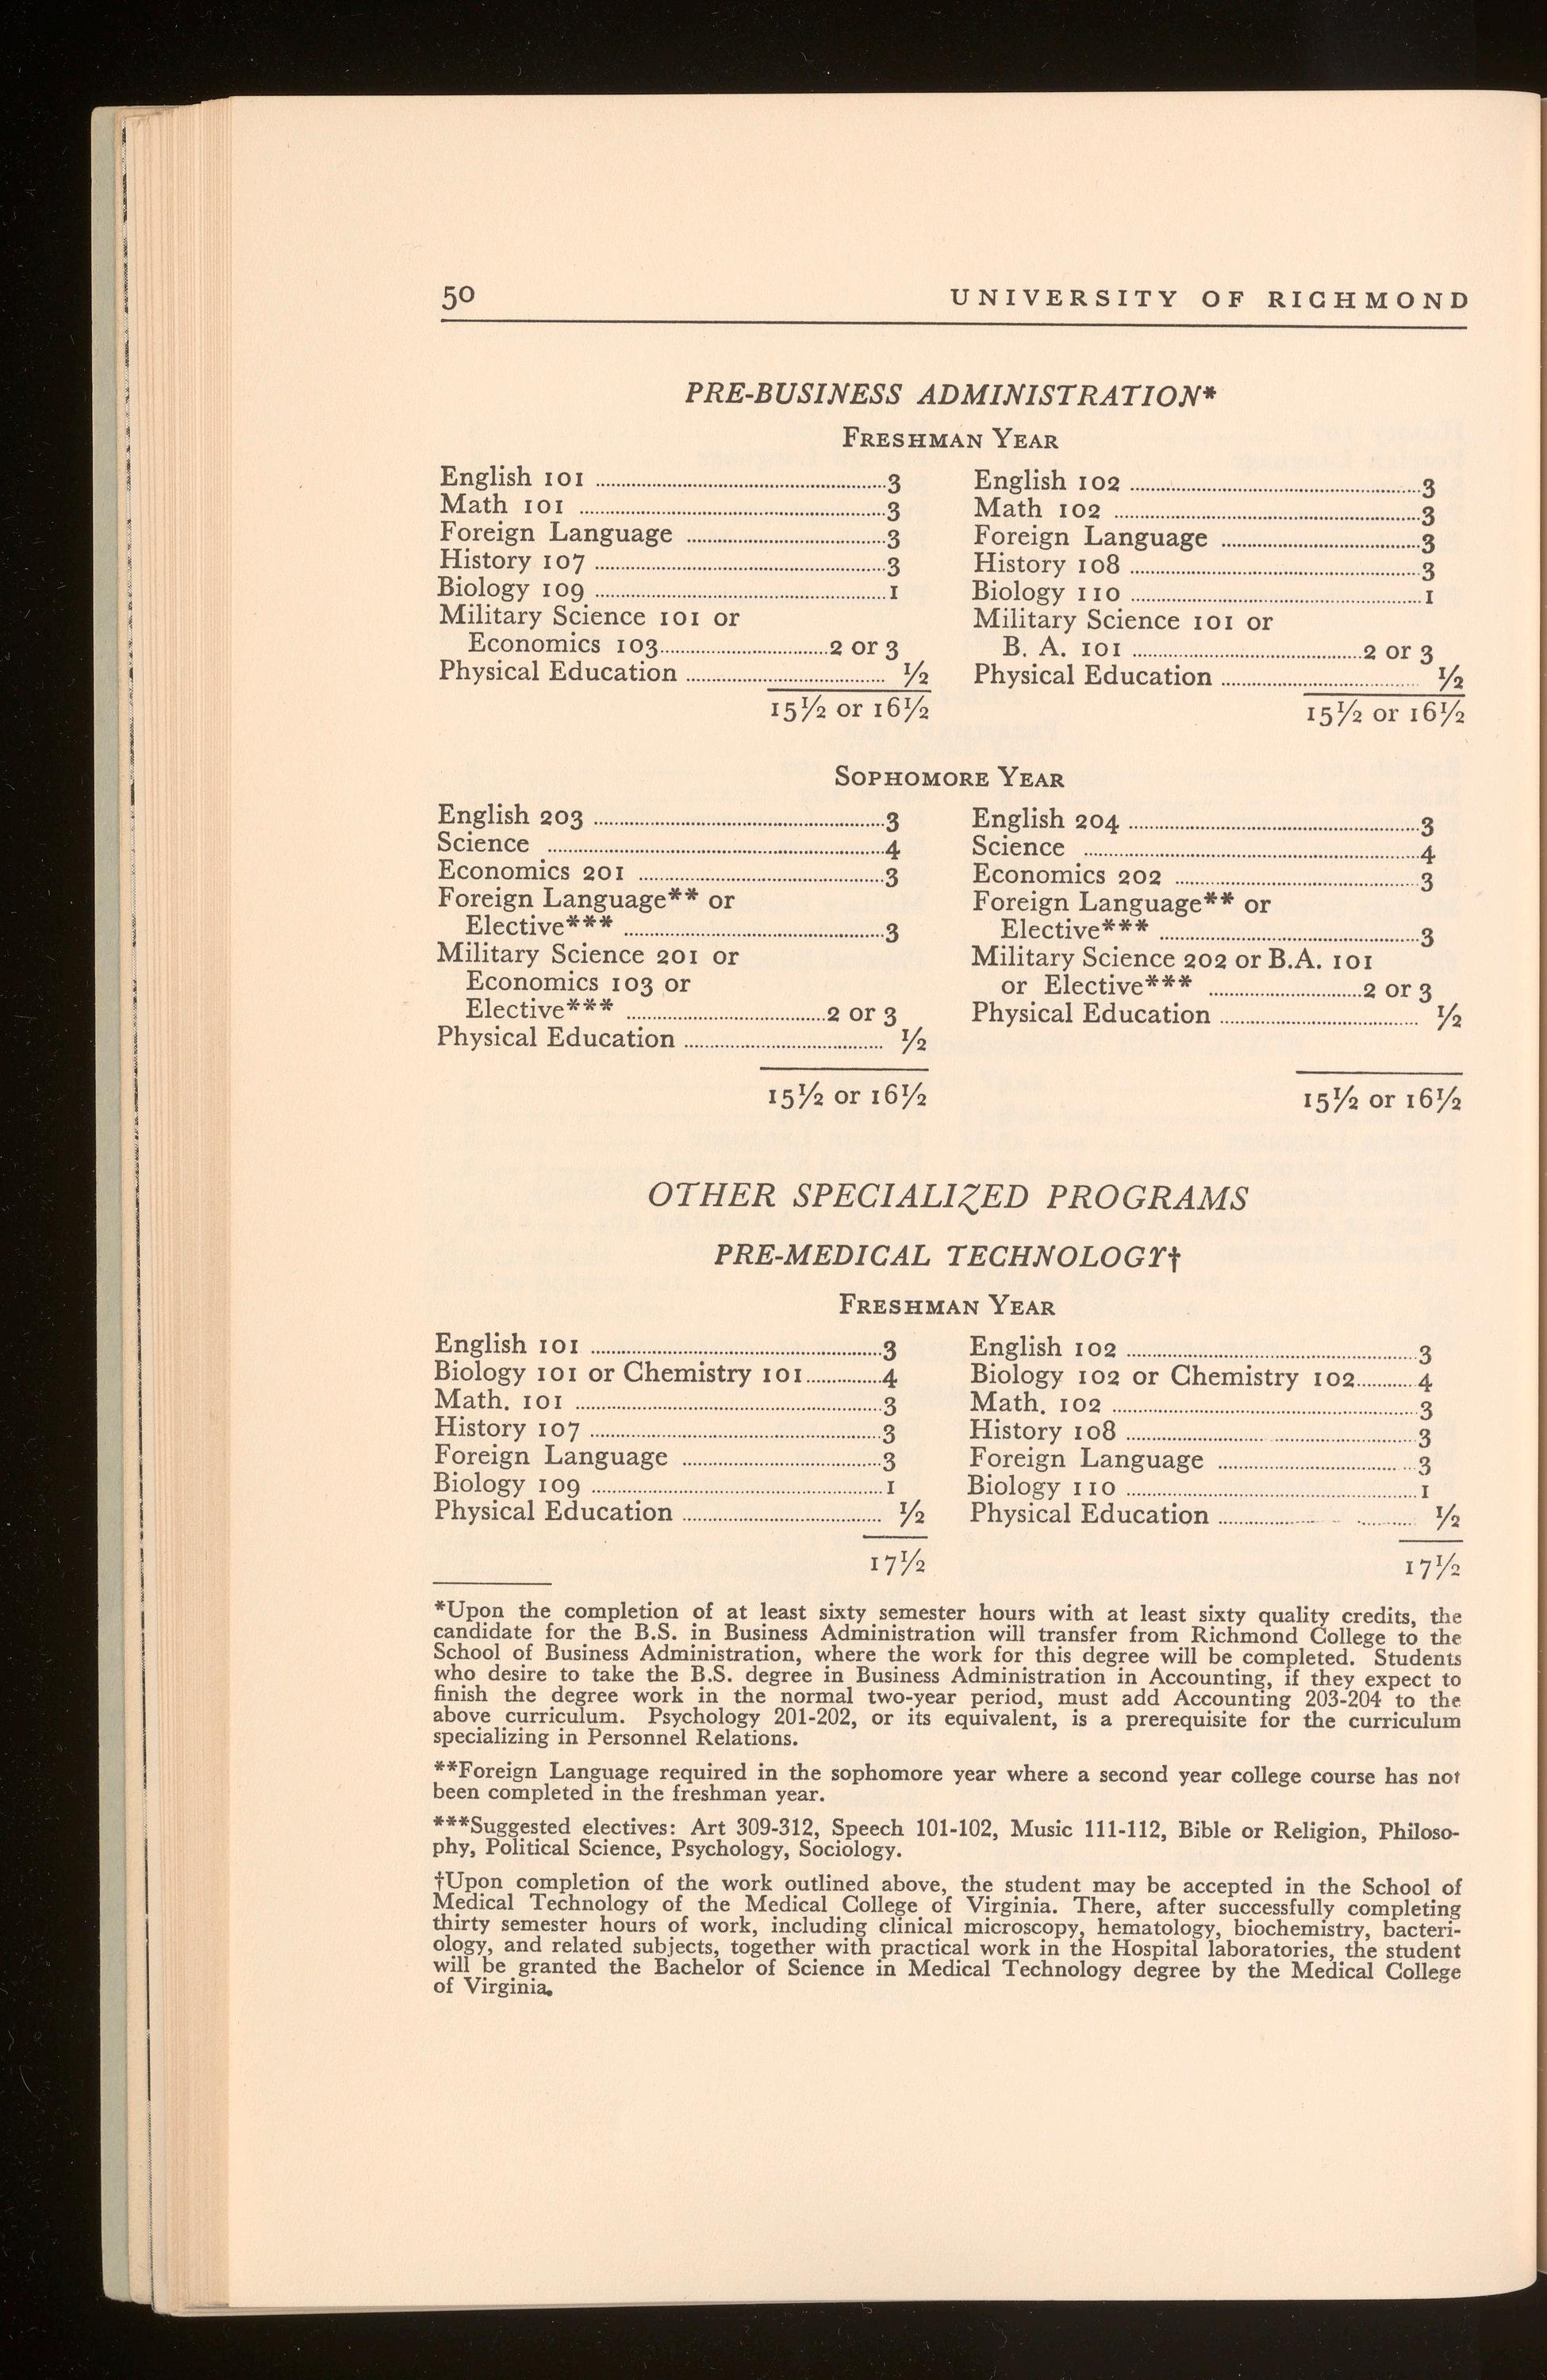 50 UNIVERSITY OF RICHMOND
PRE-BUSINESS ADMINISTRATION*
FRESHMAN YEAR
English 101 ........................................3
Math 101 ........................................3
Foreign Language ........................................3
History 107 ........................................3
Biology 109 ........................................1
Military Science 101 or
Economics 103........................................2 or 3
Physical Education ........................................ ½
15½ or 16½
English 102 ........................................3
Math 102 ........................................3
Foreign Language ........................................3
History 108 ........................................3
Biology 110 ........................................1
Military Science 101 or
B. A. 101 ........................................2 or 3
Physical Education ........................................ ½
15½ or 16½
SOPHOMORE YEAR
English 203 ........................................3
Science ........................................4
Economics 201 ........................................3
Foreign Language** or
Elective*** ........................................3
Military Science 201 or
Economics 103 or
Elective*** ........................................2 or 3
Physical Education ........................................ ½
15½ or 16½
English 204 ........................................3
Science ........................................4
Economics 202 ........................................3
Foreign Language** or
Elective*** ........................................3
Military Science 202 or B.A. 101
or Elective*** ........................................2 or 3
Physical Education ........................................ ½
15½ or 16½
OTHER SPECIALIZED PROGRAMS
PRE-MEDICAL TECHNOLOGY†
FRESHMAN YEAR
English 101 ........................................3
Biology 101 or Chemistry 101..............4
Math. 101 ........................................3
History 107 ........................................3
Foreign Language ........................................3
Biology 109 ........................................1
Physical Education ........................................ ½
17½
English 102 ........................................3
Biology 102 or Chemistry 102...........4
Math. 102 ........................................3
History 108 ........................................3
Foreign Language ........................................3
Biology 110 ........................................1
Physical Education ........................................ ½
17½
*Upon the completion of at least sixty semester hours with at least sixty quality credits, the
candidate for the B.S. in Business Administration will transfer from Richmond College to the
School of Business Administration, where the work for this degree will be completed. Students
who desire to take the B.S. degree in Business Administration in Accounting, if they expect to
finish the degree work in the normal two-year period, must add Accounting 203-204 to the
above curriculum. Psychology 201-202, or its equivalent, is a prerequisite for the curriculum
specializing in Personnel Relations.
**Foreign Language required in the sophomore year where a second year college course has not
been completed in the freshman year.
***Suggested electives: Art 309-312, Speech 101-102, Music 111-112, Bible or Religion, Philoso-
phy, Political Science, Psychology, Sociology.
†Upon completion of the work outlined above, the student may be accepted in the School of
Medical Technology of the Medical College of Virginia. There, after successfully completing
thirty semester hours of work, including clinical microscopy, hematology, biochemistry, bacteri-
ology, and related subjects, together with practical work in the Hospital laboratories, the student
will be granted the Bachelor of Science in Medical Technology degree by the Medical College
of Virginia.